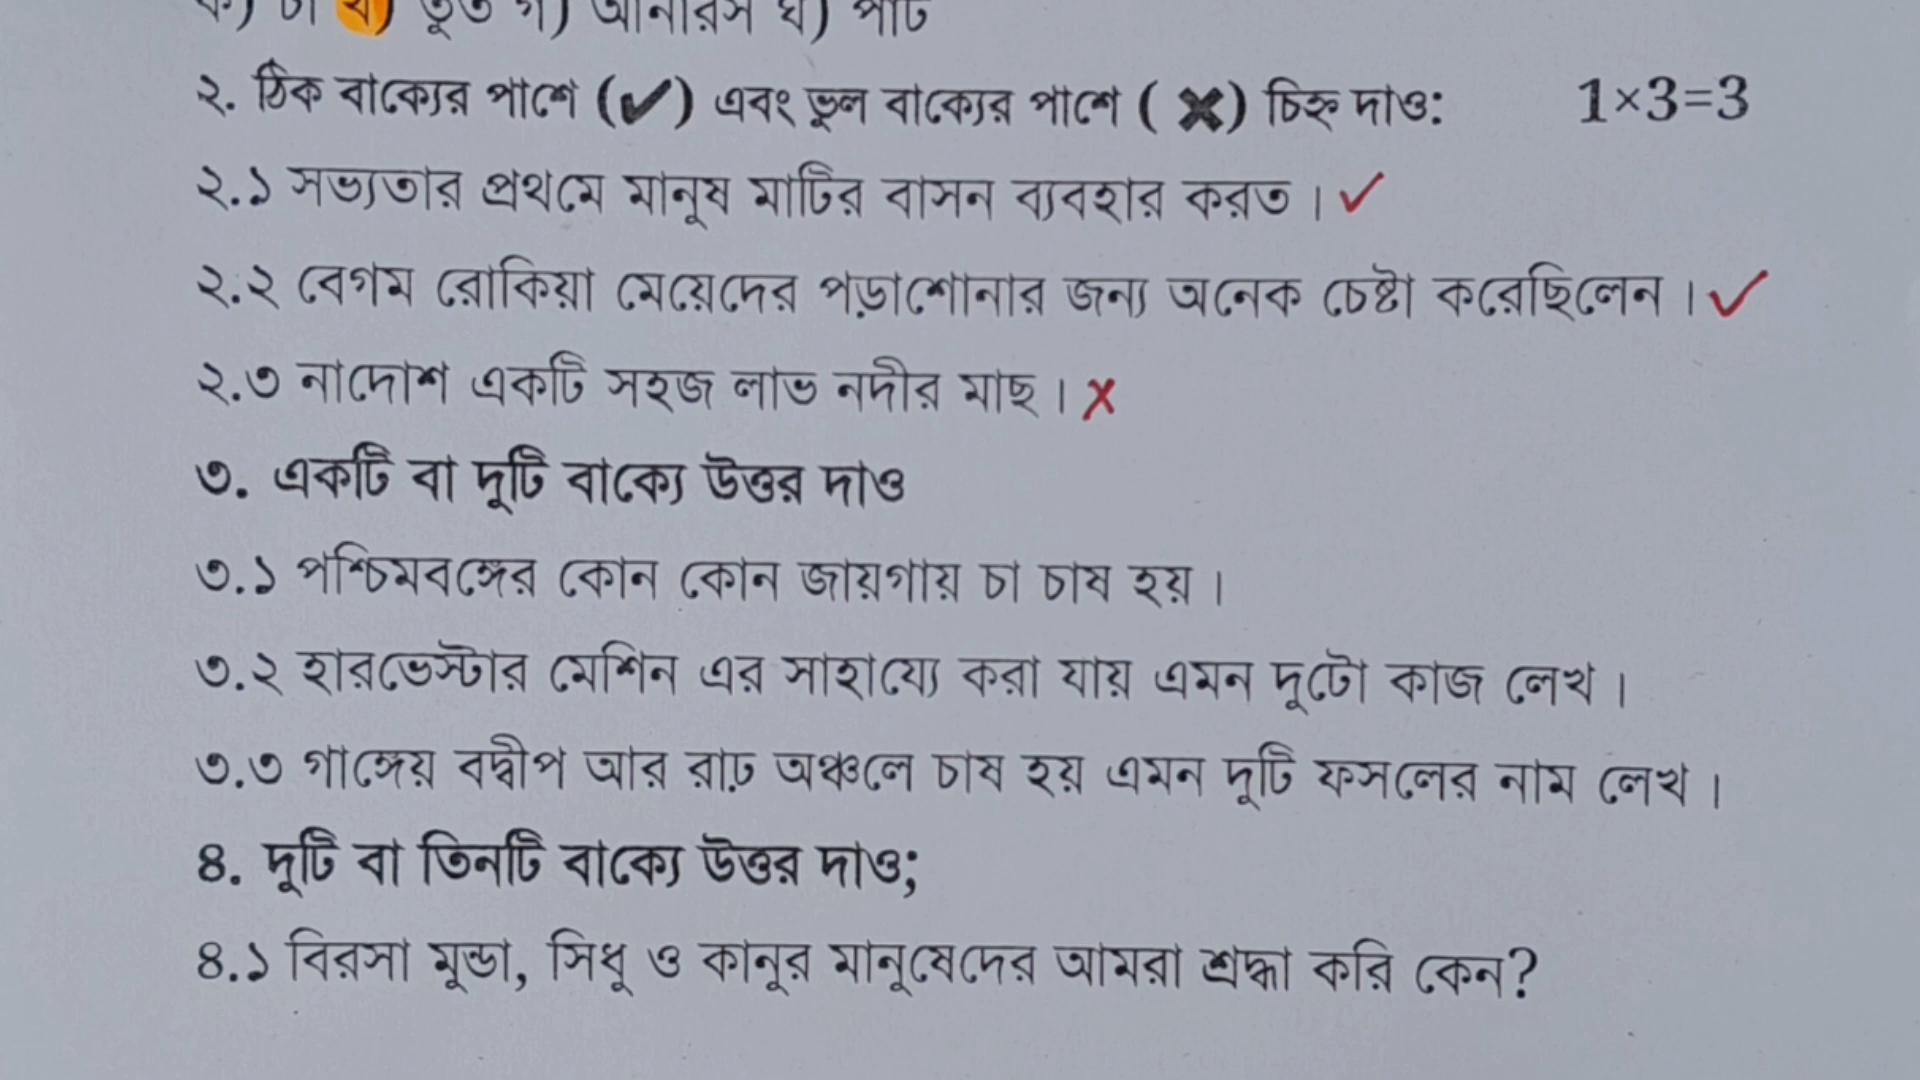 ক) চা খ) তুঁত গ) আনারস ঘ) পাট
২. ঠিক বাক্যের পাশে (✔) এবং ভুল বাক্যের পাশে ( ✖) চিহ্ন দাও: 1×3=3
২.১ সভ্যতার প্রথমে মানুষ মাটির বাসন ব্যবহার করত। ✓
২.২ বেগম রোকিয়া মেয়েদের পড়াশোনার জন্য অনেক চেষ্টা করেছিলেন। ✓
২.৩ নাদোশ একটি সহজ লাভ নদীর মাছ। ✗
৩. একটি বা দুটি বাক্যে উত্তর দাও
৩.১ পশ্চিমবঙ্গের কোন কোন জায়গায় চা চাষ হয়।
৩.২ হারভেস্টার মেশিন এর সাহায্যে করা যায় এমন দুটো কাজ লেখ।
৩.৩ গাঙ্গেয় বদ্বীপ আর রাঢ় অঞ্চলে চাষ হয় এমন দুটি ফসলের নাম লেখ।
৪. দুটি বা তিনটি বাক্যে উত্তর দাও;
৪.১ বিরসা মুন্ডা, সিধু ও কানুর মানুষেদের আমরা শ্রদ্ধা করি কেন?